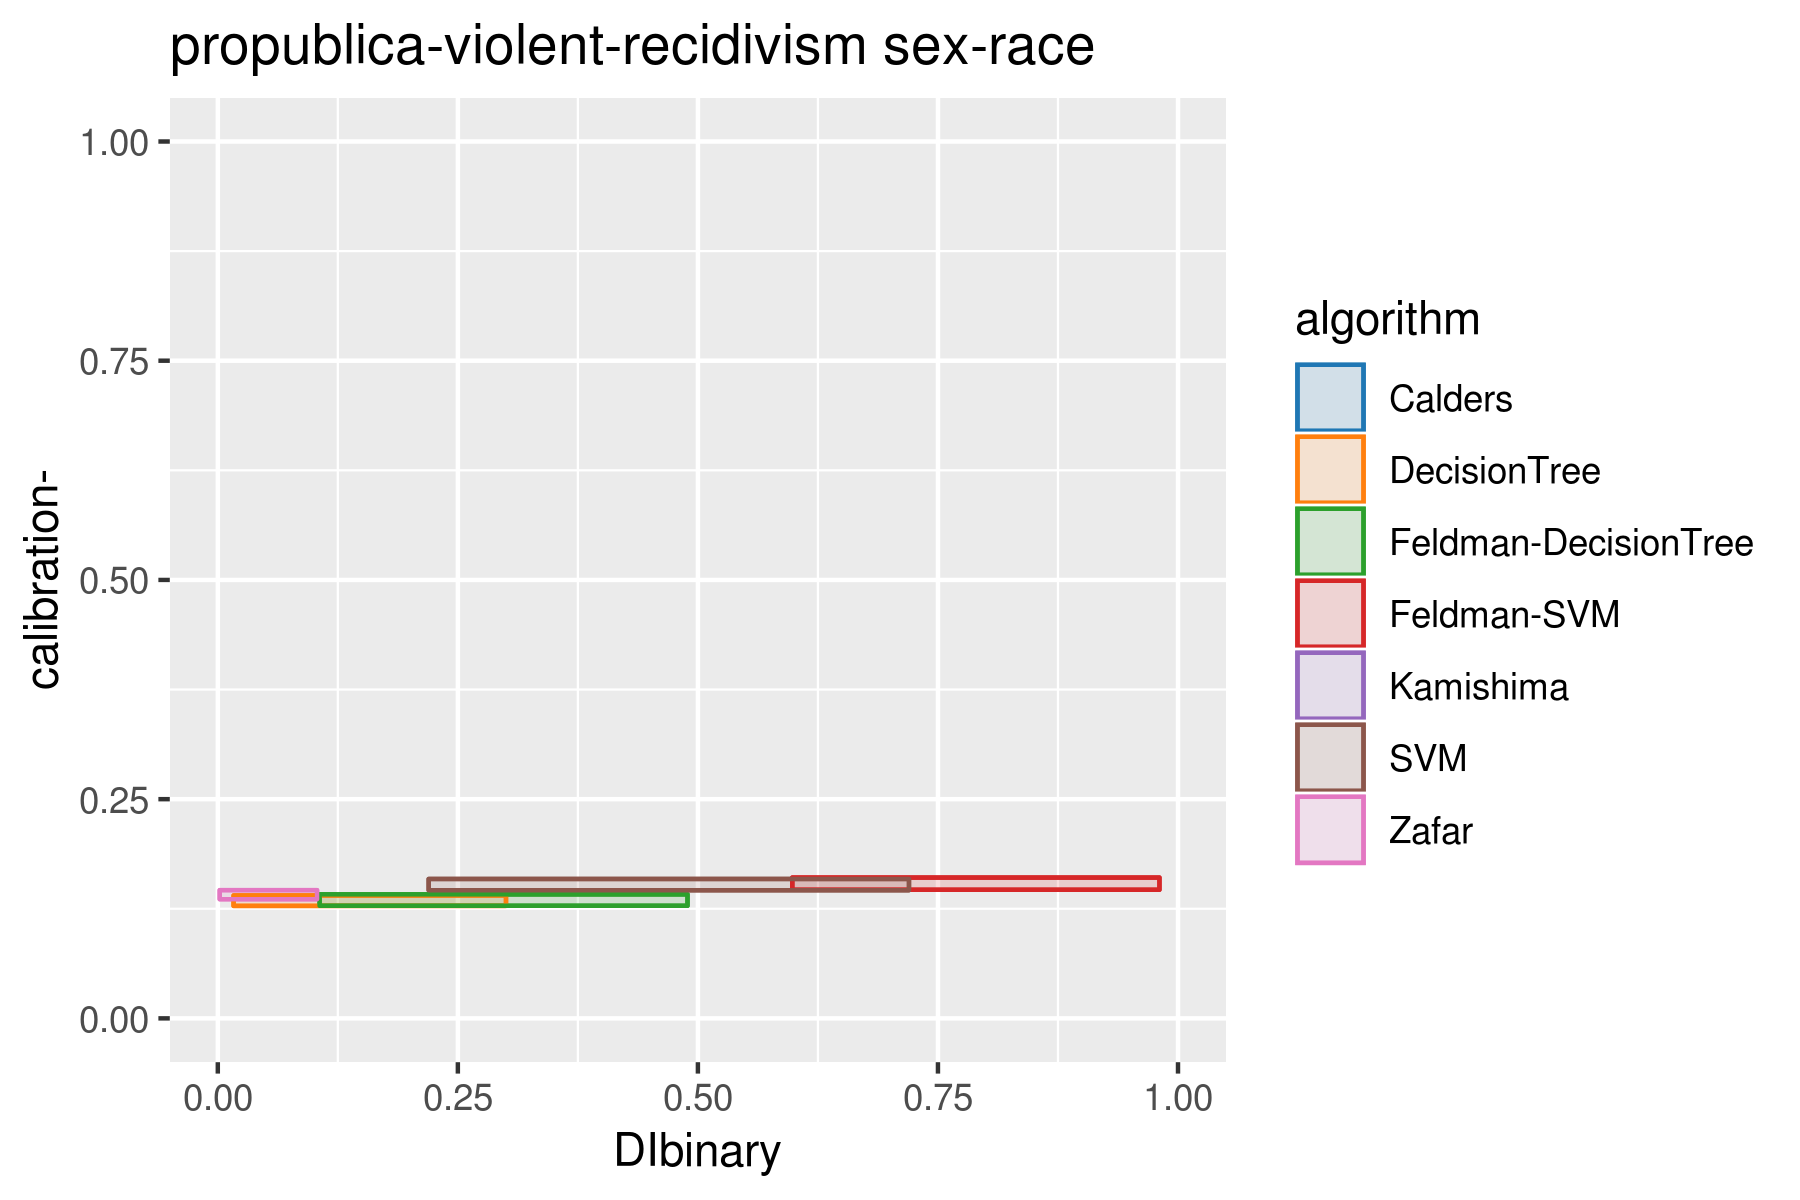 propublica-violent-recidivism sex-race
calibration-
1.00
0.75
0.50
0.25
0.00
0.00 0.25 0.50 0.75 1.00
DIbinary
algorithm
Calders
DecisionTree
Feldman-DecisionTree
Feldman-SVM
Kamishima
SVM
Zafar